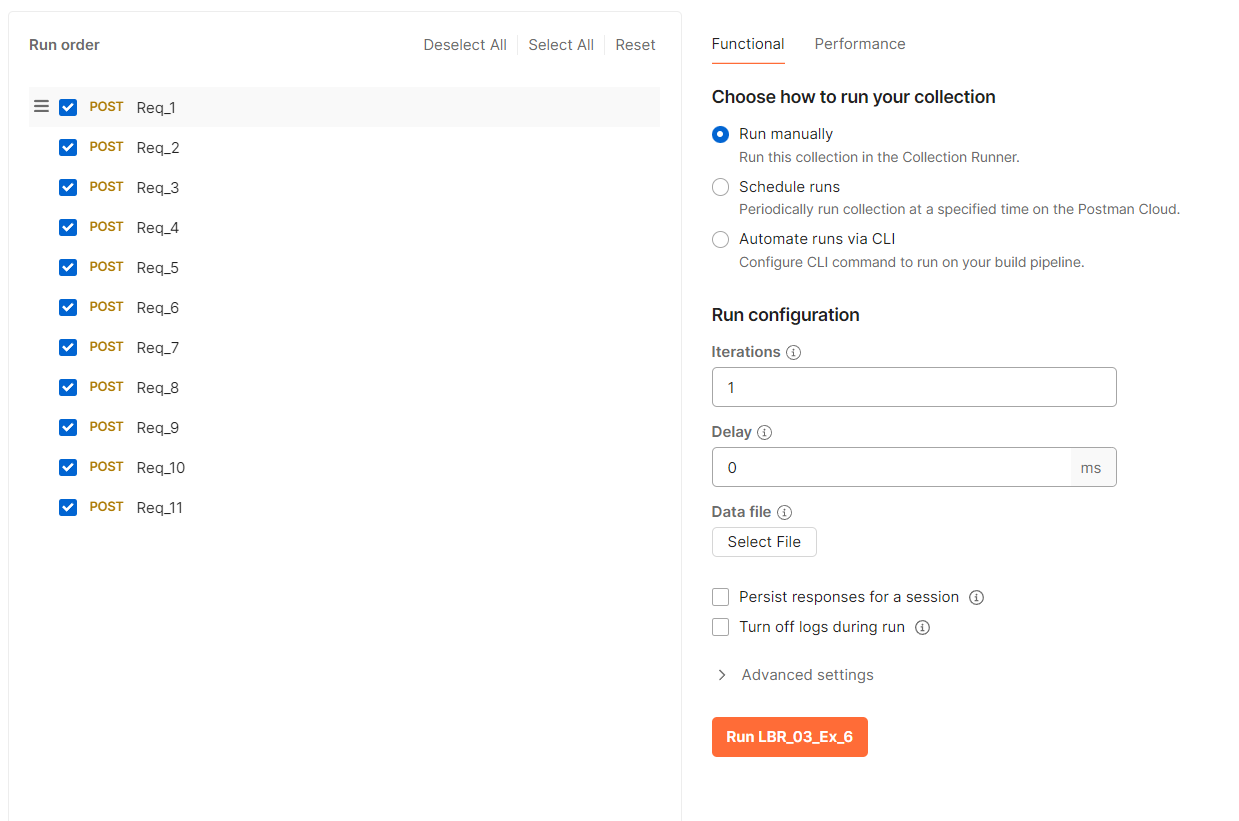 Run order
Deselect All
Select All
Reset
POST Req_1
POST Req_2
POST Req_3
POST Req_4
POST Req_5
POST Req_6
POST Req_7
POST Req_8
POST Req_9
POST Req_10
POST Req_11
Functional
Performance
Choose how to run your collection
Run manually
Run this collection in the Collection Runner.
Schedule runs
Periodically run collection at a specified time on the Postman Cloud.
Automate runs via CLI
Configure CLI command to run on your build pipeline.
Run configuration
Iterations
1
Delay
0 ms
Data file
Select File
Persist responses for a session
Turn off logs during run
Advanced settings
Run LBR_03_Ex_6